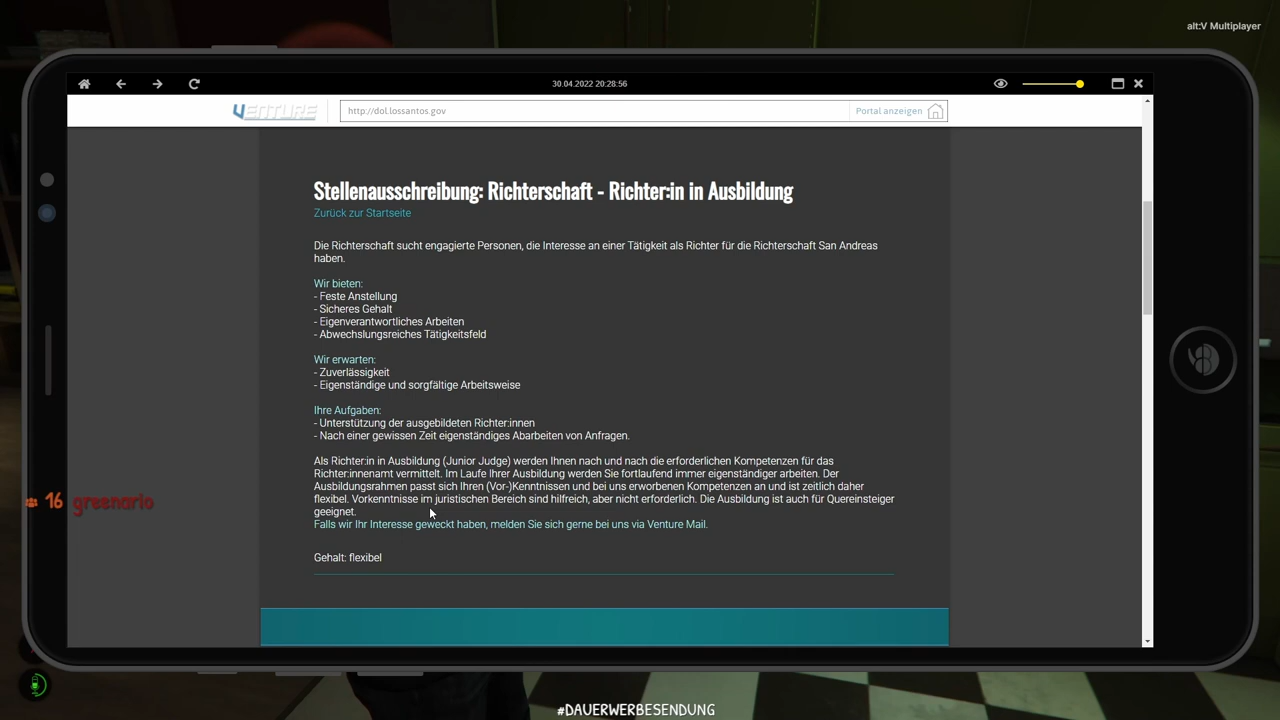 alt:V Multiplayer
30.04.2022 20:28:56
VENTURE
http://dol.lossantos.gov
Portal anzeigen
Stellenausschreibung: Richterschaft - Richter:in in Ausbildung
Zurück zur Startseite
Die Richterschaft sucht engagierte Personen, die Interesse an einer Tätigkeit als Richter für die Richterschaft San Andreas
haben.
Wir bieten:
- Feste Anstellung
- Sicheres Gehalt
- Eigenverantwortliches Arbeiten
- Abwechslungsreiches Tätigkeitsfeld
Wir erwarten:
- Zuverlässigkeit
- Eigenständige und sorgfältige Arbeitsweise
Ihre Aufgaben:
- Unterstützung der ausgebildeten Richter:innen
- Nach einer gewissen Zeit eigenständiges Abarbeiten von Anfragen.
Als Richter:in in Ausbildung (Junior Judge) werden Ihnen nach und nach die erforderlichen Kompetenzen für das
Richter:innenamt vermittelt. Im Laufe Ihrer Ausbildung werden Sie fortlaufend immer eigenständiger arbeiten. Der
Ausbildungsrahmen passt sich Ihren (Vor-)Kenntnissen und bei uns erworbenen Kompetenzen an und ist zeitlich daher
flexibel. Vorkenntnisse im juristischen Bereich sind hilfreich, aber nicht erforderlich. Die Ausbildung ist auch für Quereinsteiger
geeignet.
Falls wir Ihr Interesse geweckt haben, melden Sie sich gerne bei uns via Venture Mail.
Gehalt: flexibel
16 greenario
#DAUERWERBESENDUNG